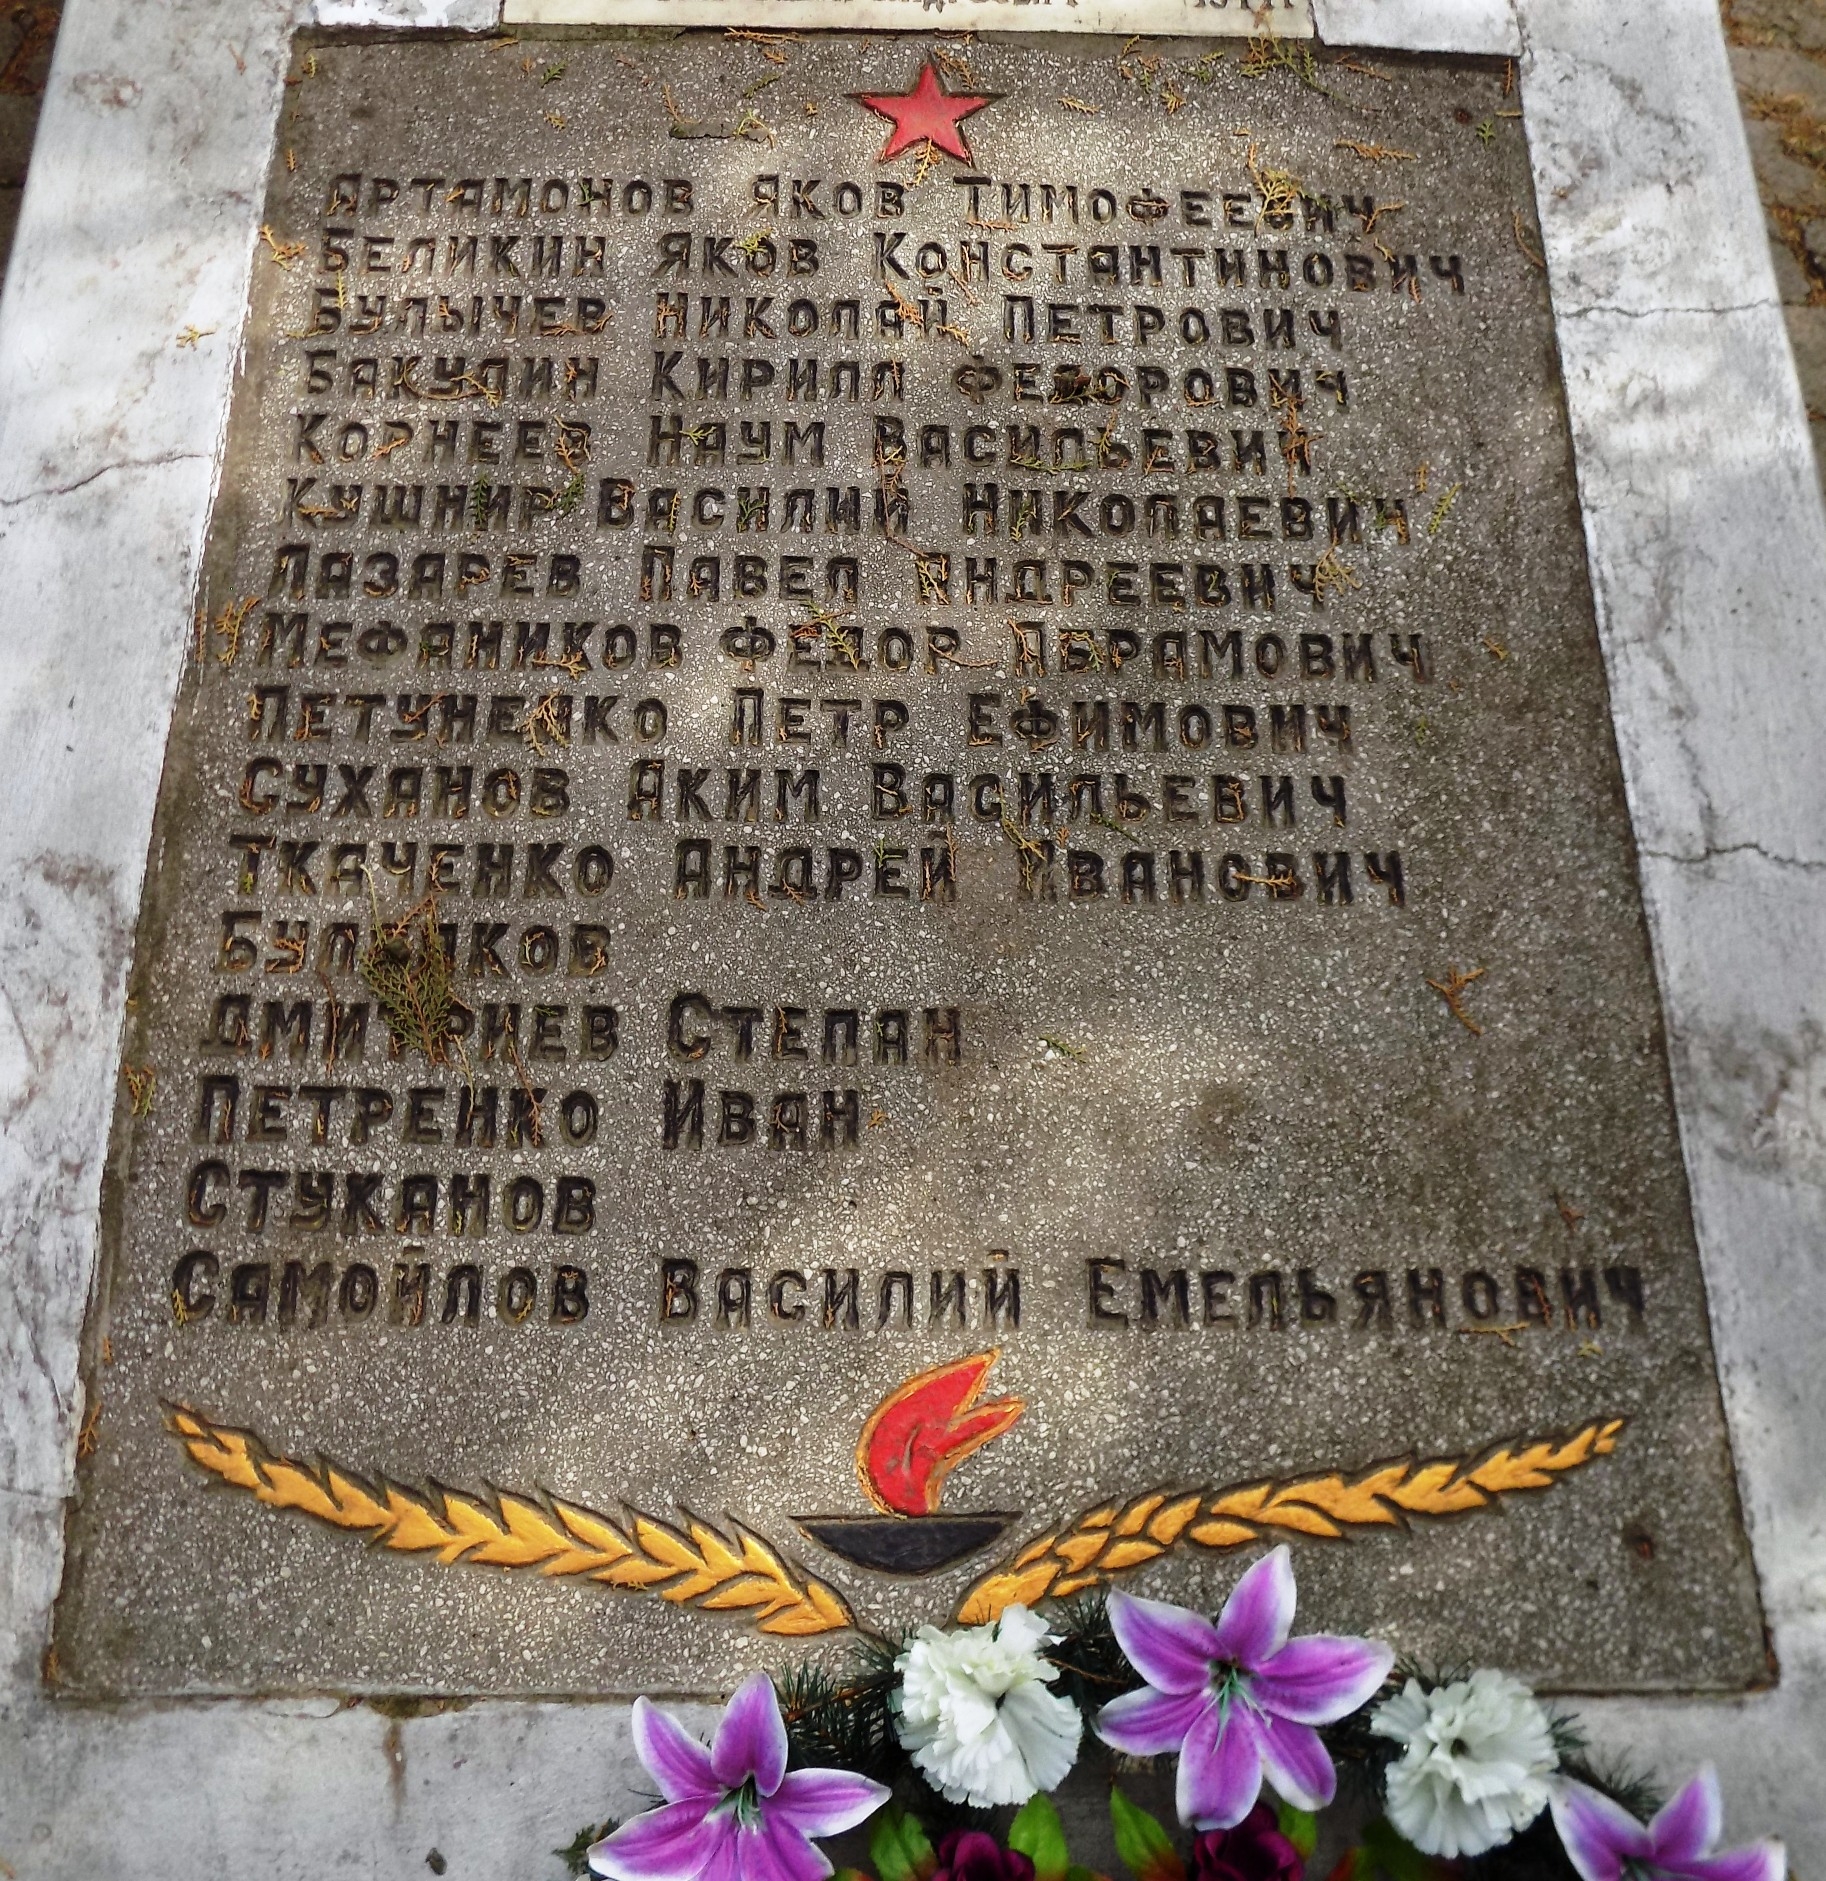 Артамонов Яков Тимофеевич
Беликин Яков Константинович
Булычев Николай Петрович
Бакулин Кирилл Федорович
Корнеев Наум Васильевич
Кушнир Василий Николаевич
Лазарев Павел Андреевич
Мефяников Федор Абрамович
Петуненко Петр Ефимович
Суханов Аким Васильевич
Ткаченко Андрей Иванович
Дмитриев Степан
Петренко Иван
Стуканов
Самойлов Василий Емельянович